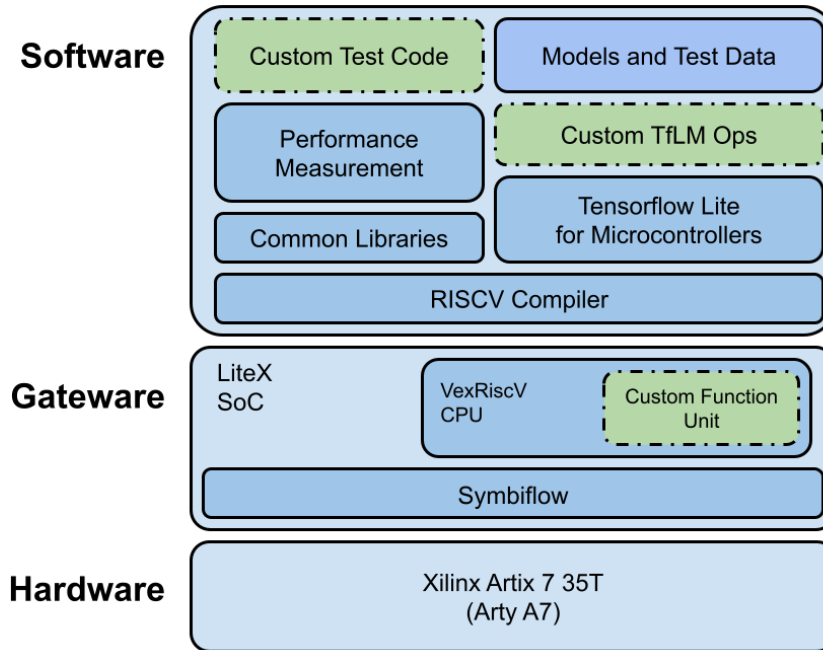 Software
Custom Test Code
Models and Test Data
Performance
Measurement
Custom TfLM Ops
Common Libraries
Tensorflow Lite
for Microcontrollers
RISCV Compiler
Gateware
LiteX
SoC
VexRiscV
CPU
Custom Function
Unit
Symbiflow
Hardware
Xilinx Artix 7 35T
(Arty A7)